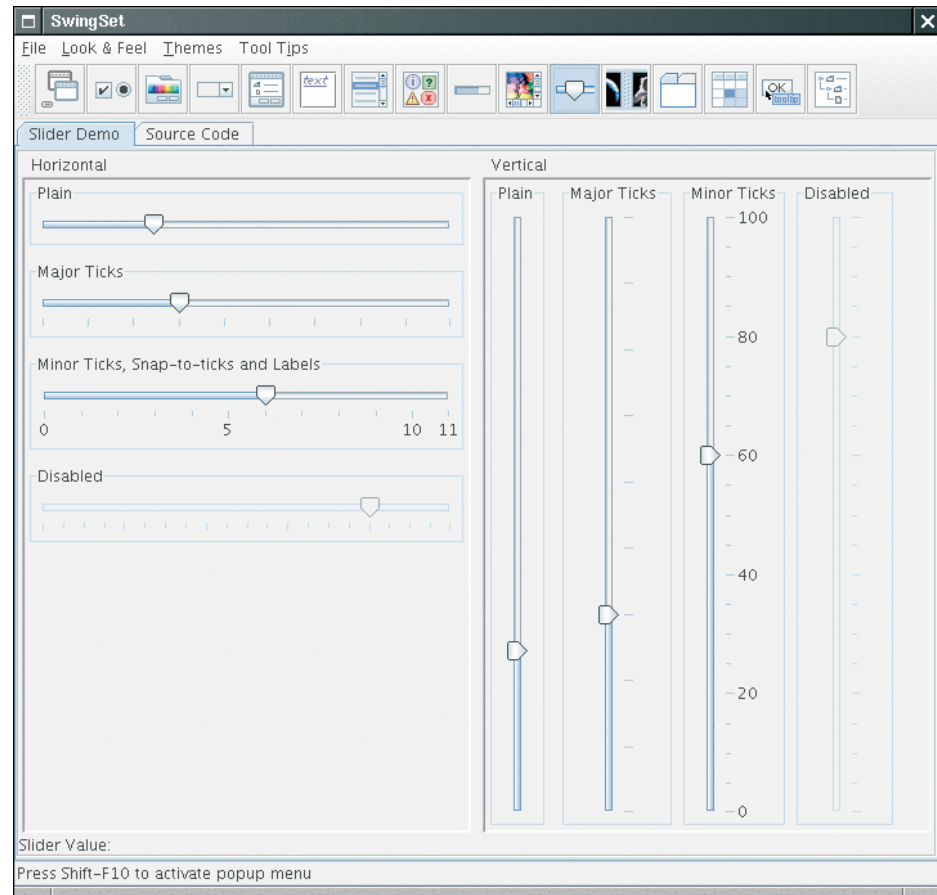 SwingSet
File Look & Feel Themes Tool Tips
text
OK
tooltip
Slider Demo Source Code
Horizontal
Plain
Major Ticks
Minor Ticks, Snap-to-ticks and Labels
0 5 10 11
Disabled
Vertical
Plain Major Ticks Minor Ticks Disabled
100
80
60
40
20
0
Slider Value:
Press Shift-F10 to activate popup menu